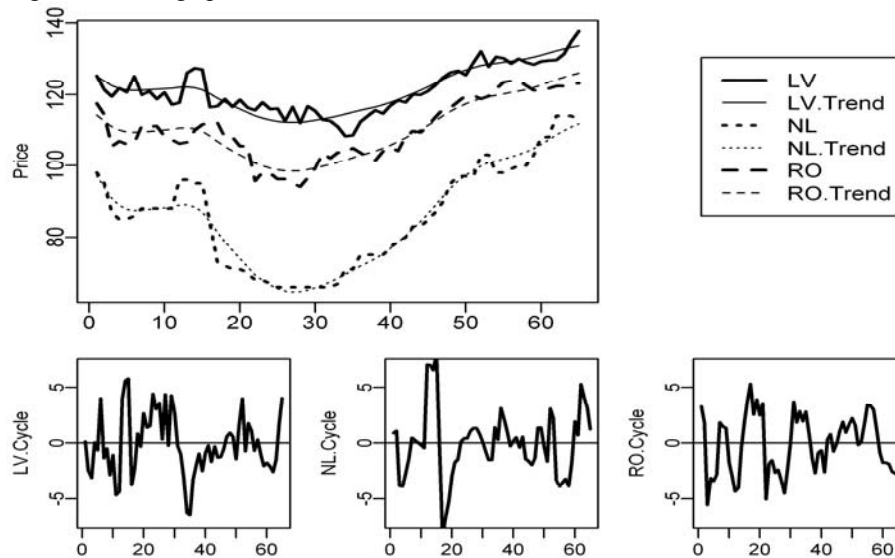 140
120
100
80
Price
0 10 20 30 40 50 60
LV
LV.Trend
NL
NL.Trend
RO
RO.Trend
5
0
-5
LV.Cycle
0 20 40 60
5
0
-5
NL.Cycle
0 20 40 60
5
0
-5
RO.Cycle
0 20 40 60